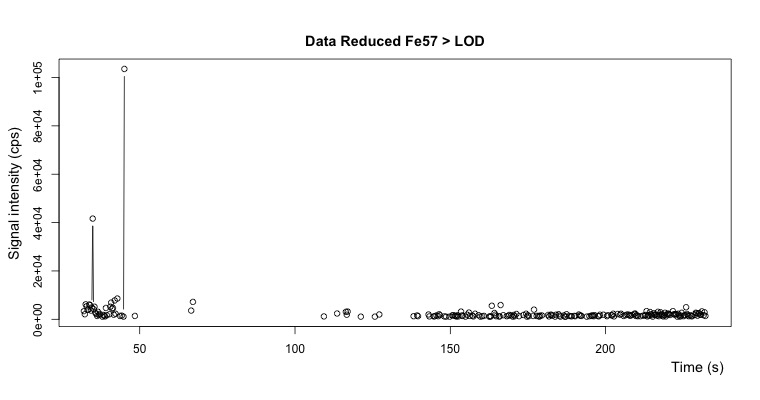 Data Reduced Fe57 > LOD
Signal intensity (cps)
1e+05
8e+04
6e+04
4e+04
2e+04
0e+00
50 100 150 200
Time (s)